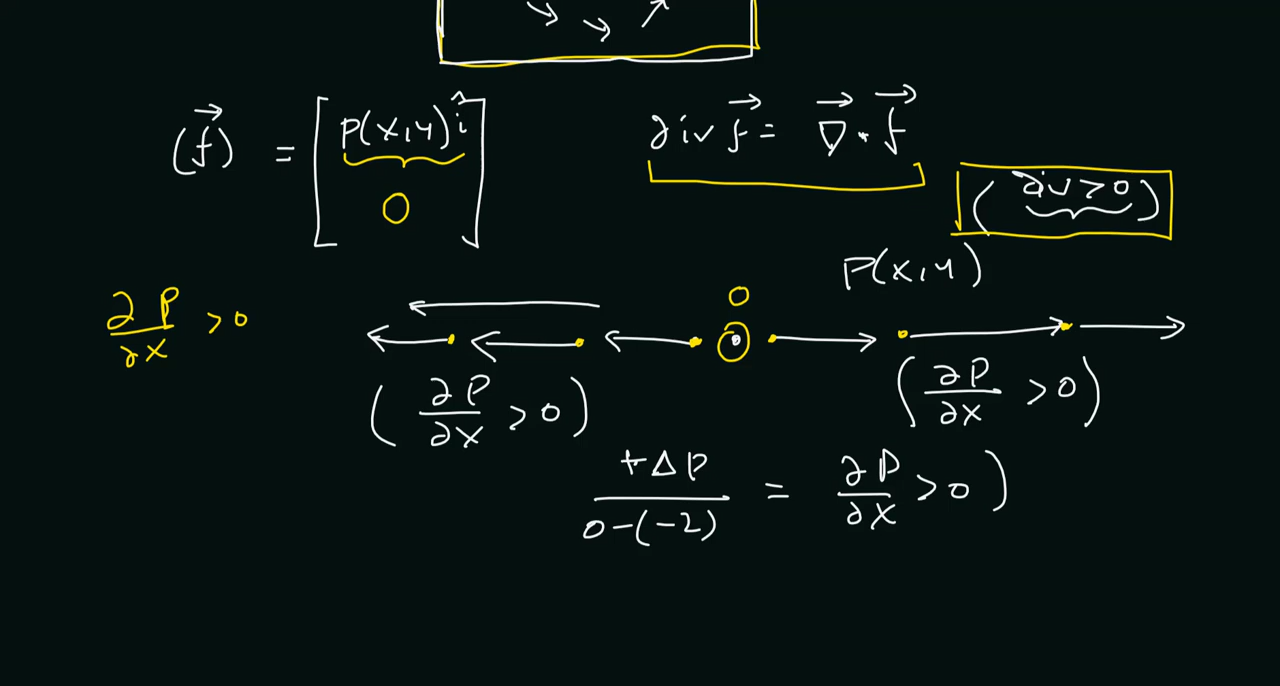 (f⃗) = [P(x,y)î
0]
div f⃗ = ∇⃗ · f⃗
(div > 0)
P(x,y)
0
∂P/∂x > 0
(∂P/∂x > 0)
(∂P/∂x > 0)
+ΔP/0-(-2) = ∂P/∂x > 0)